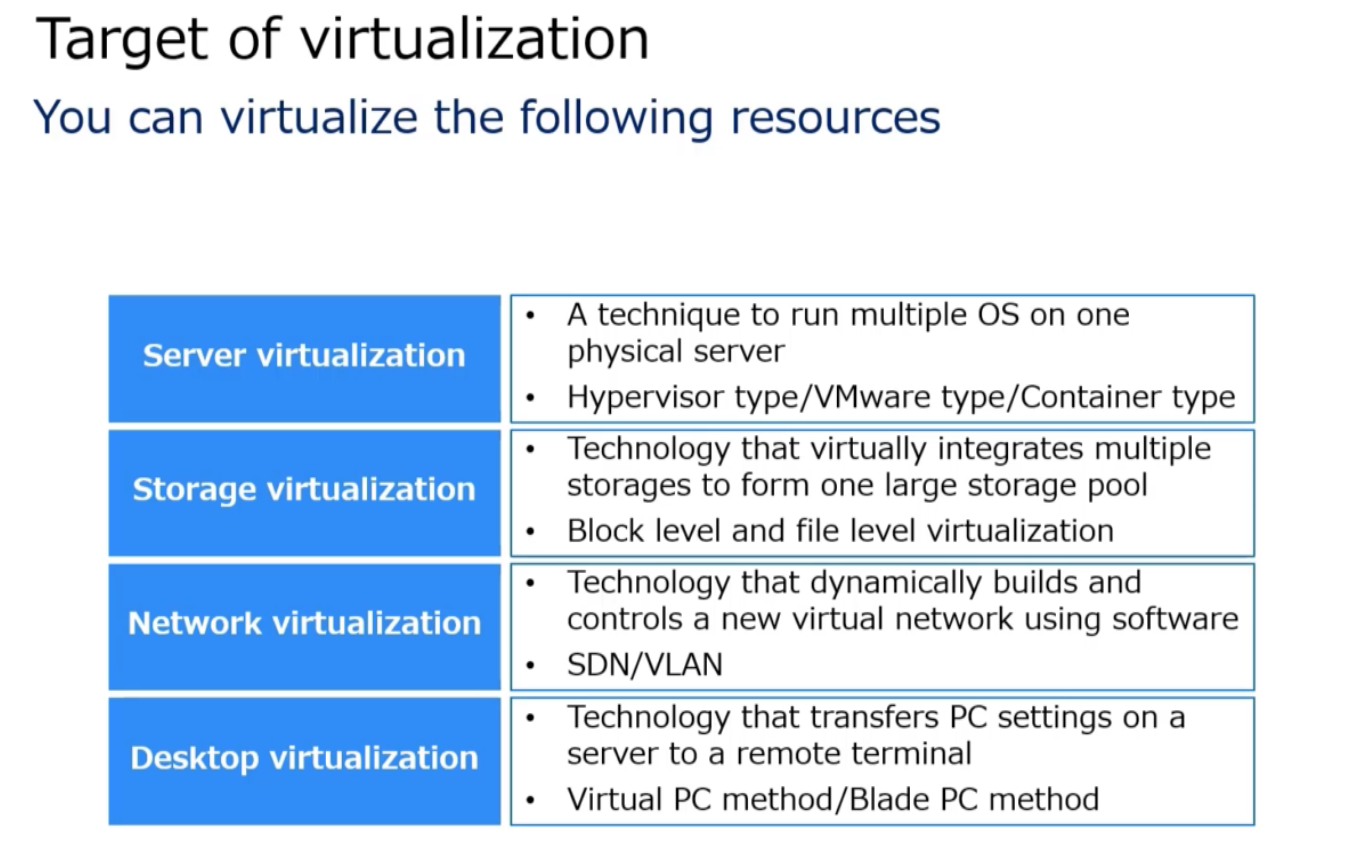 Target of virtualization
You can virtualize the following resources
Server virtualization
• A technique to run multiple OS on one
physical server
• Hypervisor type/VMware type/Container type
Storage virtualization
• Technology that virtually integrates multiple
storages to form one large storage pool
• Block level and file level virtualization
Network virtualization
• Technology that dynamically builds and
controls a new virtual network using software
• SDN/VLAN
Desktop virtualization
• Technology that transfers PC settings on a
server to a remote terminal
• Virtual PC method/Blade PC method